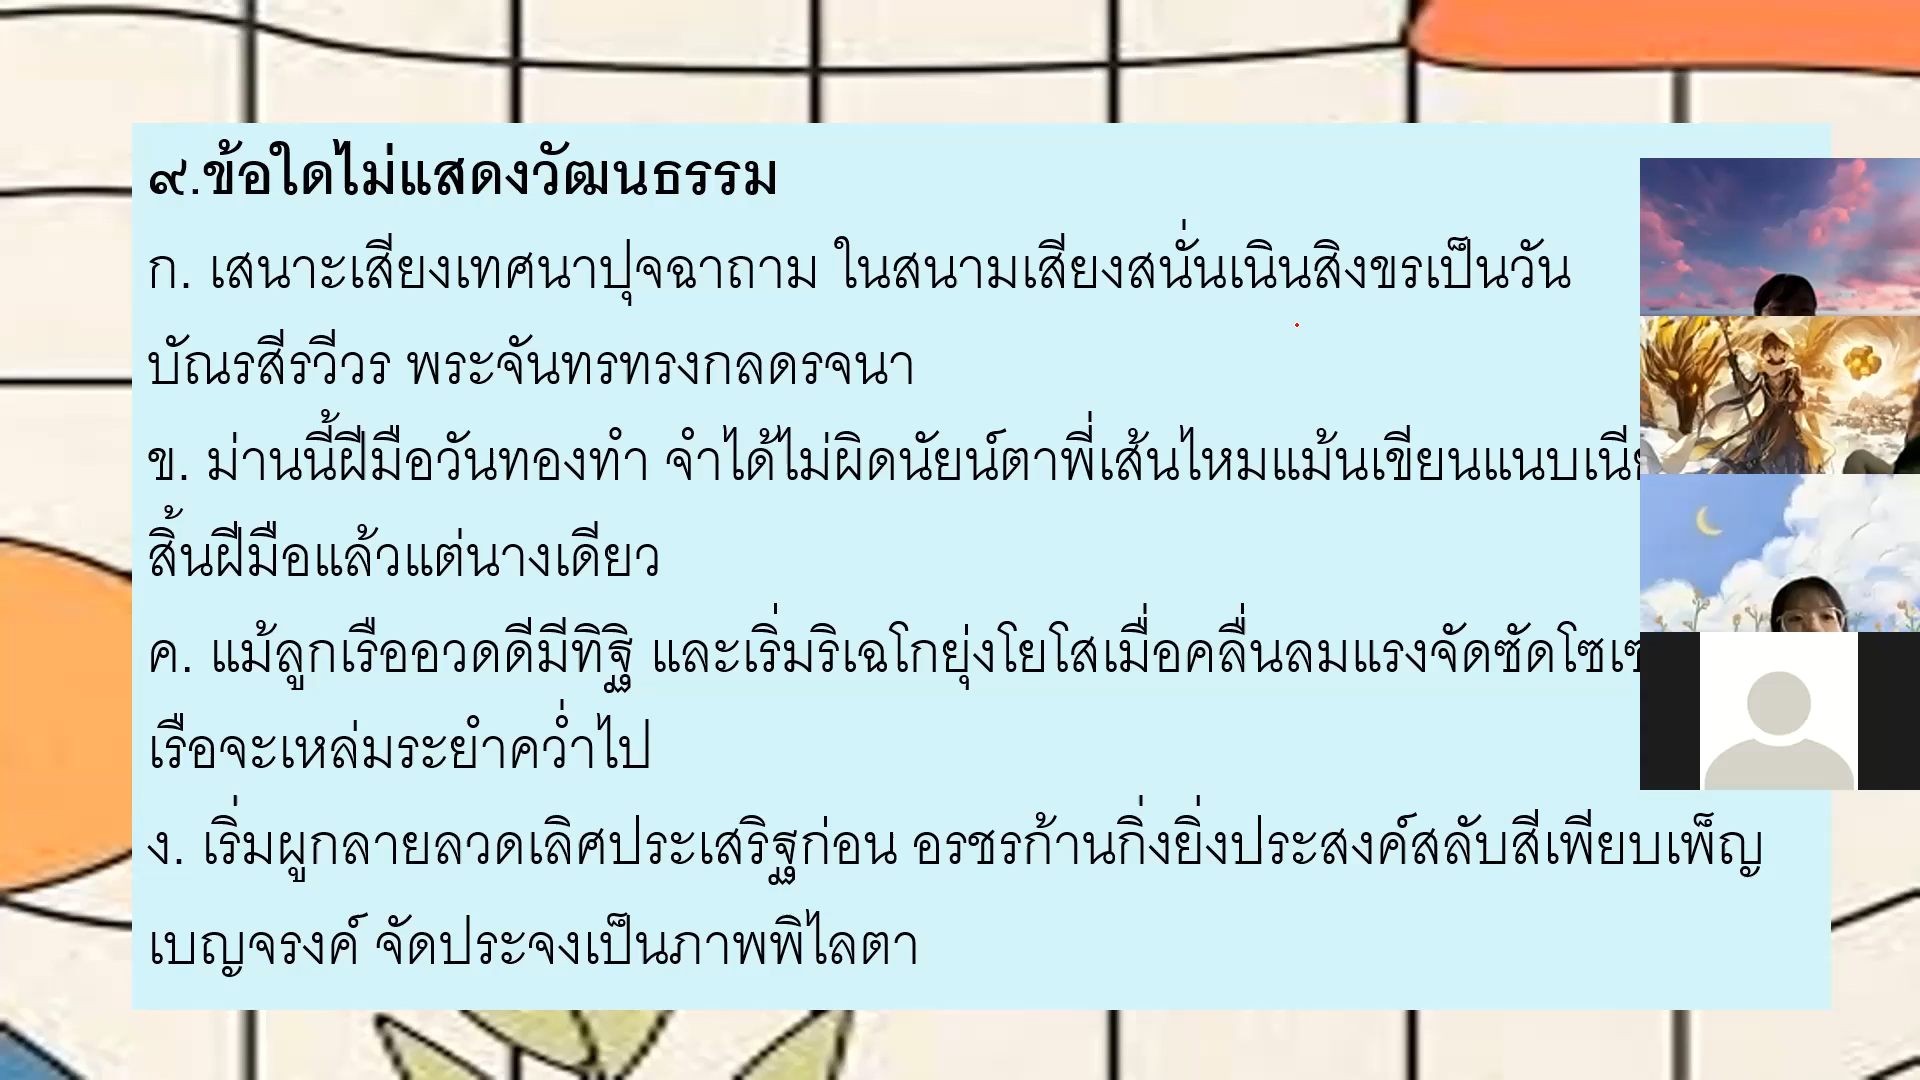 ๙.ข้อใดไม่แสดงวัฒนธรรม
ก. เสนาะเสียงเทศนาปุจฉาถาม ในสนามเสียงสนั่นเนินสิงขรเป็นวัน
บัณรสีรวีวร พระจันทรทรงกลดรจนา
ข. ม่านนี้ฝีมือวันทองทำ จำได้ไม่ผิดนัยน์ตาพี่เส้นไหมแม้นเขียนแนบ
สิ้นฝีมือแล้วแต่นางเดียว
ค. แม้ลูกเรืออวดดีมีทิฐิ และเริ่มริเฉโกยุ่งโยโสเมื่อคลื่นลมแรงจัดซัด
เรือจะเหล่มระยำคว่ำไป
ง. เริ่มผูกลายลวดเลิศประเสริฐก่อน อรชรก้านกิ่งยิ่งประสงค์สลับสีเพียบเพ็ญ
เบญจรงค์ จัดประจงเป็นภาพพิไลตา